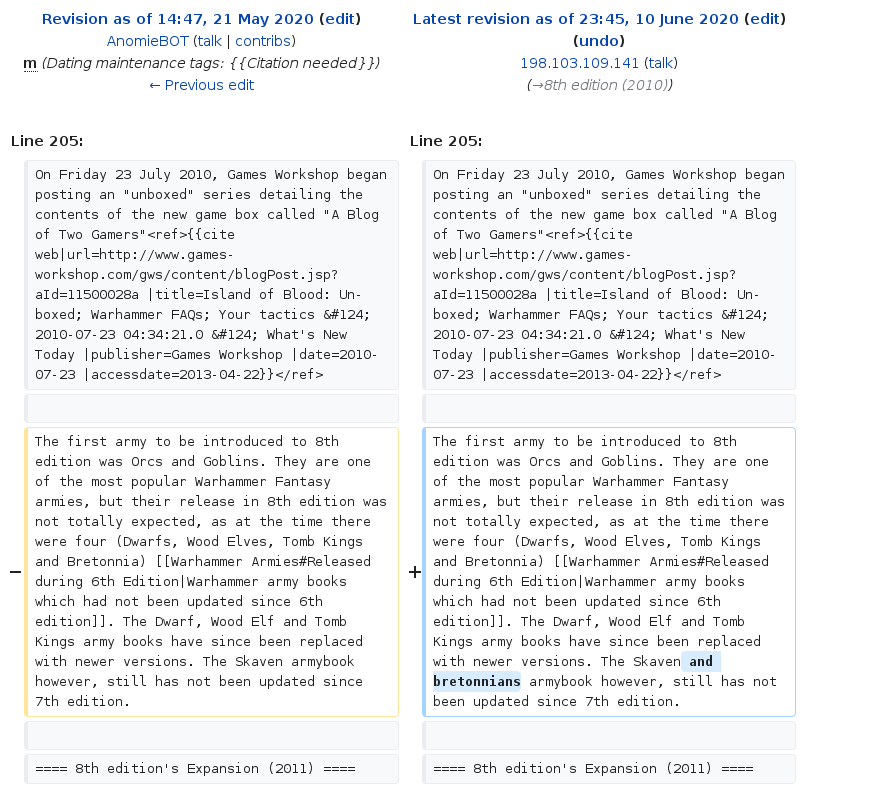 Revision as of 14:47, 21 May 2020 (edit)
AnomieBOT (talk | contribs)
m (Dating maintenance tags: {{Citation needed}})
← Previous edit
Latest revision as of 23:45, 10 June 2020 (edit)
(undo)
198.103.109.141 (talk)
(→8th edition (2010))
Line 205:
Line 205:
On Friday 23 July 2010, Games Workshop began
posting an "unboxed" series detailing the
contents of the new game box called "A Blog
of Two Gamers"<ref>{{cite
web|url=http://www.games-
workshop.com/gws/content/blogPost.jsp?
aId=11500028a |title=Island of Blood: Un-
boxed; Warhammer FAQs; Your tactics &#124;
2010-07-23 04:34:21.0 &#124; What's New
Today |publisher=Games Workshop |date=2010-
07-23 |accessdate=2013-04-22}}</ref>
On Friday 23 July 2010, Games Workshop began
posting an "unboxed" series detailing the
contents of the new game box called "A Blog
of Two Gamers"<ref>{{cite
web|url=http://www.games-
workshop.com/gws/content/blogPost.jsp?
aId=11500028a |title=Island of Blood: Un-
boxed; Warhammer FAQs; Your tactics &#124;
2010-07-23 04:34:21.0 &#124; What's New
Today |publisher=Games Workshop |date=2010-
07-23 |accessdate=2013-04-22}}</ref>
−
The first army to be introduced to 8th
edition was Orcs and Goblins. They are one
of the most popular Warhammer Fantasy
armies, but their release in 8th edition was
not totally expected, as at the time there
were four (Dwarfs, Wood Elves, Tomb Kings
and Bretonnia) [[Warhammer Armies#Released
during 6th Edition|Warhammer army books
which had not been updated since 6th
edition]]. The Dwarf, Wood Elf and Tomb
Kings army books have since been replaced
with newer versions. The Skaven armybook
however, still has not been updated since
7th edition.
+
The first army to be introduced to 8th
edition was Orcs and Goblins. They are one
of the most popular Warhammer Fantasy
armies, but their release in 8th edition was
not totally expected, as at the time there
were four (Dwarfs, Wood Elves, Tomb Kings
and Bretonnia) [[Warhammer Armies#Released
during 6th Edition|Warhammer army books
which had not been updated since 6th
edition]]. The Dwarf, Wood Elf and Tomb
Kings army books have since been replaced
with newer versions. The Skaven and
bretonnians armybook however, still has not
been updated since 7th edition.
==== 8th edition's Expansion (2011) ====
==== 8th edition's Expansion (2011) ====